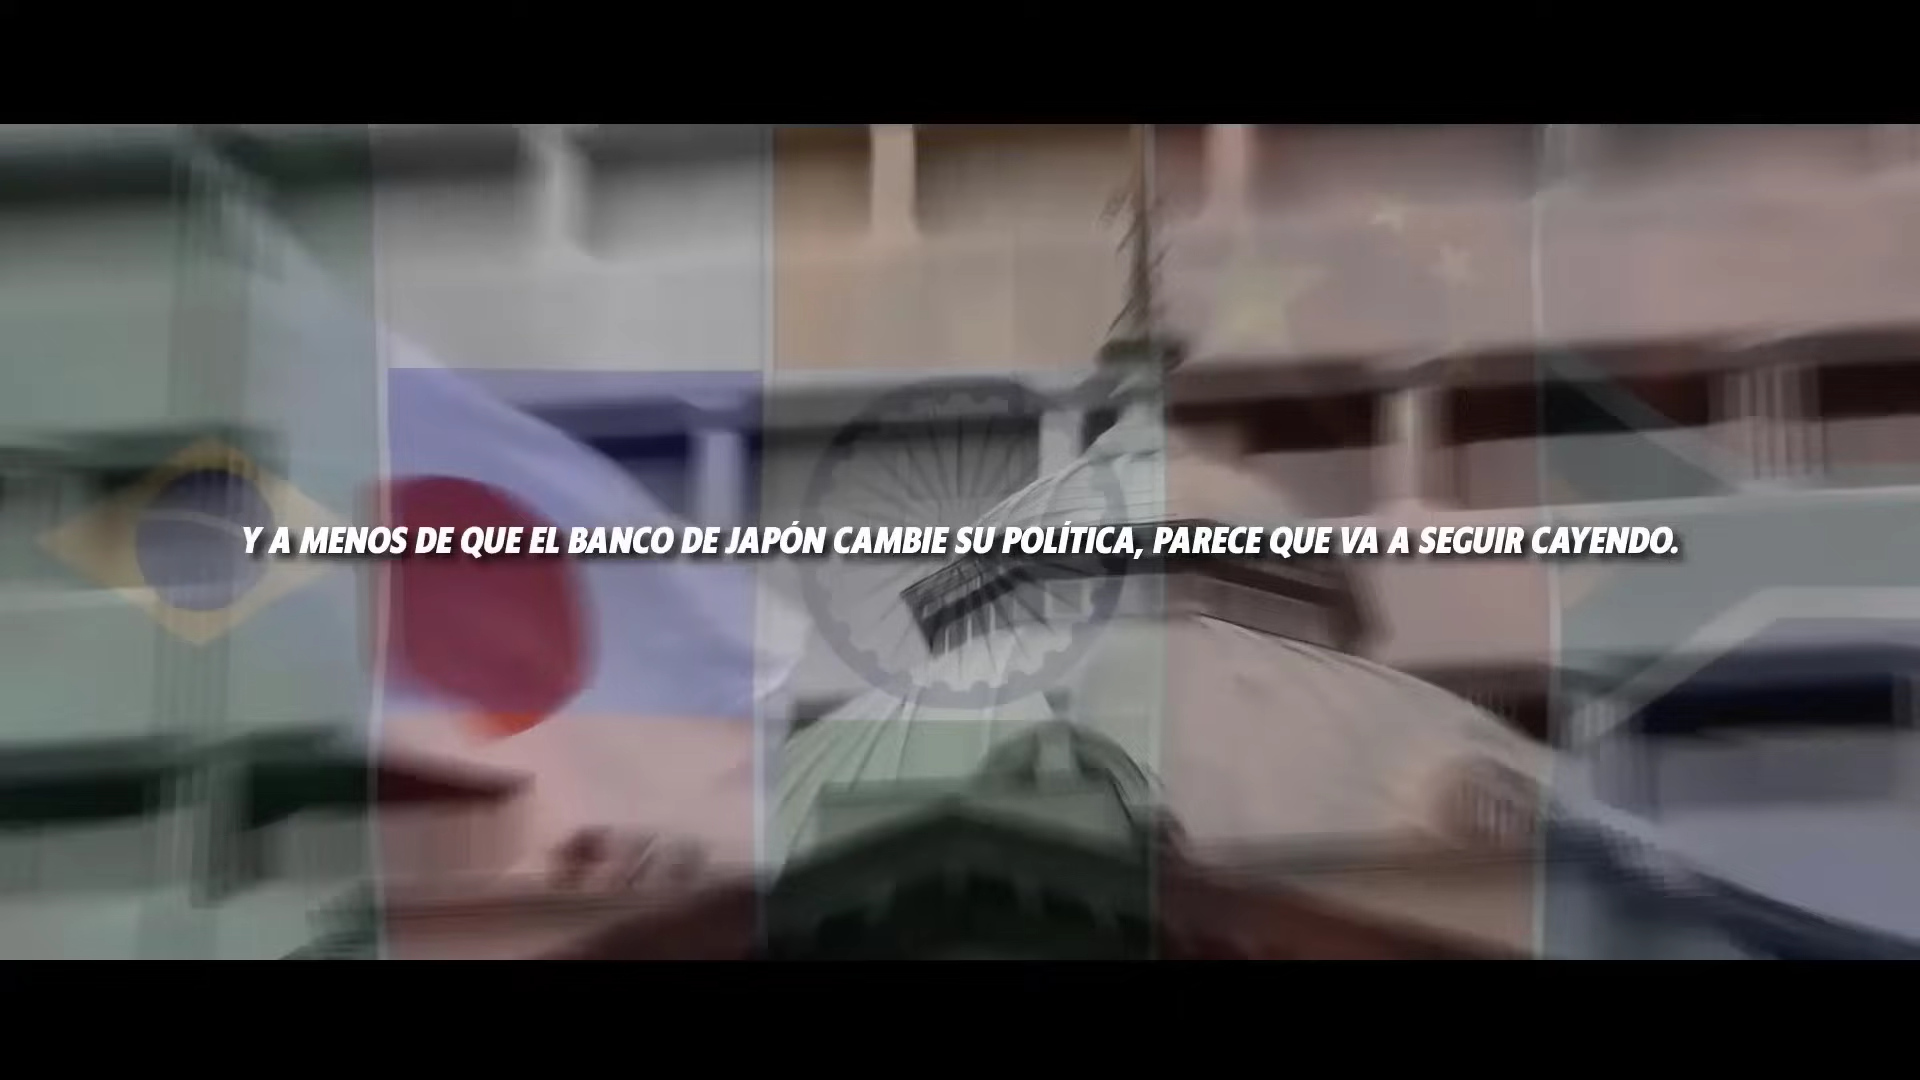 Y A MENOS DE QUE EL BANCO DE JAPÓN CAMBIE SU POLÍTICA, PARECE QUE VA A SEGUIR CAYENDO.